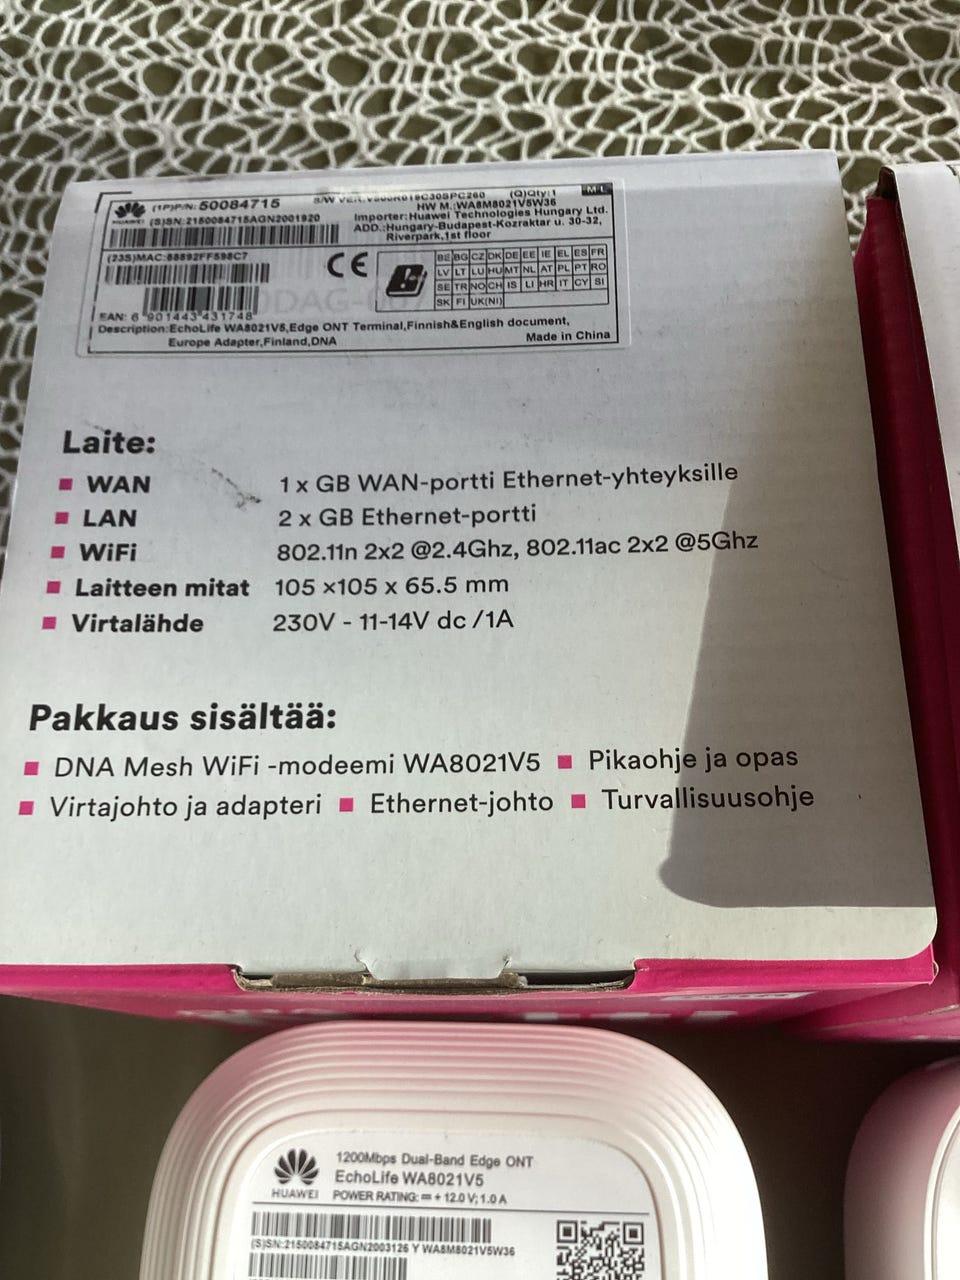 HUAWEI
(1P)P/N: 50084715
(S)SN:2150084715AGN2001920
S/W VER.:V500R019C30SPC260 (Q)Qty:1
HW M.:WA8M8021V5W36
Importer:Huawei Technologies Hungary Ltd.
ADD.:Hungary-Budapest-Kozraktar u. 30-32,
Riverpark,1st floor
(23S)MAC:88892FF598C7
CE
BE BG CZ DK DE EE IE EL ES FR
LV LT LU HU MT NL AT PL PT RO
SE TR NO CH IS LI HR IT CY SI
SK FI UK(NI)
EAN: 6 901443 431748
Description:EchoLife WA8021V5,Edge ONT Terminal,Finnish&English document,
Europe Adapter,Finland,DNA
Made in China
Laite:
WAN 1 x GB WAN-portti Ethernet-yhteyksille
LAN 2 x GB Ethernet-portti
WiFi 802.11n 2x2 @2.4Ghz, 802.11ac 2x2 @5Ghz
Laitteen mitat 105 ×105 x 65.5 mm
Virtalähde 230V - 11-14V dc /1A
Pakkaus sisältää:
DNA Mesh WiFi -modeemi WA8021V5 Pikaohje ja opas
Virtajohto ja adapteri Ethernet-johto Turvallisuusohje
HUAWEI
1200Mbps Dual-Band Edge ONT
EchoLife WA8021V5
POWER RATING: ⎓ + 12.0 V; 1.0 A
(S)SN:2150084715AGN2003126 Y WA8M8021V5W36